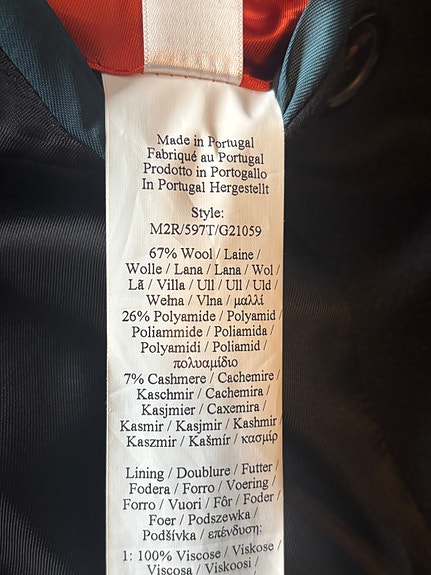 Made in Portugal
Fabriqué au Portugal
Prodotto in Portogallo
In Portugal Hergestellt
Style:
M2R/597T/G21059
67% Wool / Laine /
Wolle / Lana / Lana / Wol /
Lã / Villa / Ull / Ull / Uld /
Wełna / Vlna / μαλλί
26% Polyamide / Polyamid /
Poliammide / Poliamida /
Polyamidi / Poliamid /
πολυαμίδιο
7% Cashmere / Cachemire /
Kaschmir / Cachemira /
Kasjmier / Caxemira /
Kasmir / Kasjmir / Kashmir /
Kaszmir / Kašmír / κασμίρ
Lining / Doublure / Futter /
Fodera / Forro / Voering /
Forro / Vuori / Fôr / Foder /
Foer / Podszewka /
Podšívka / επένδυση:
1: 100% Viscose / Viskose /
Viscosa / Viskoosi /